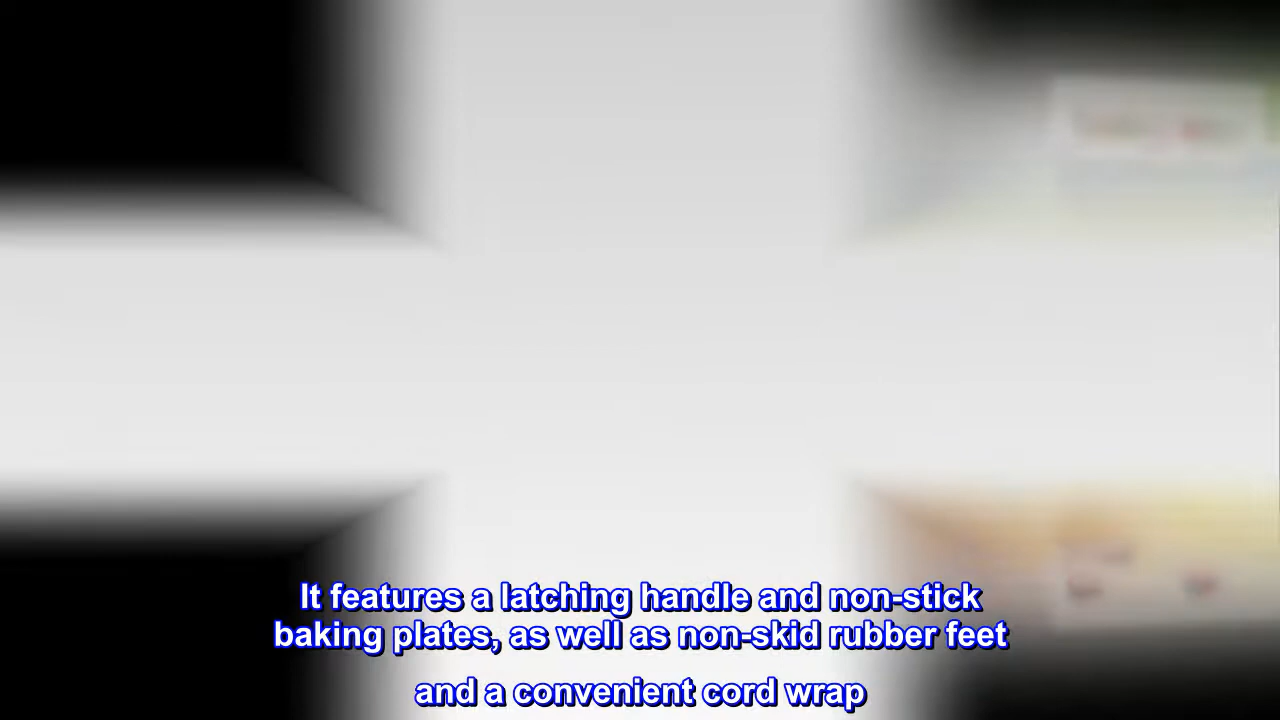 It features a latching handle and non-stick
baking plates, as well as non-skid rubber feet
and a convenient cord wrap